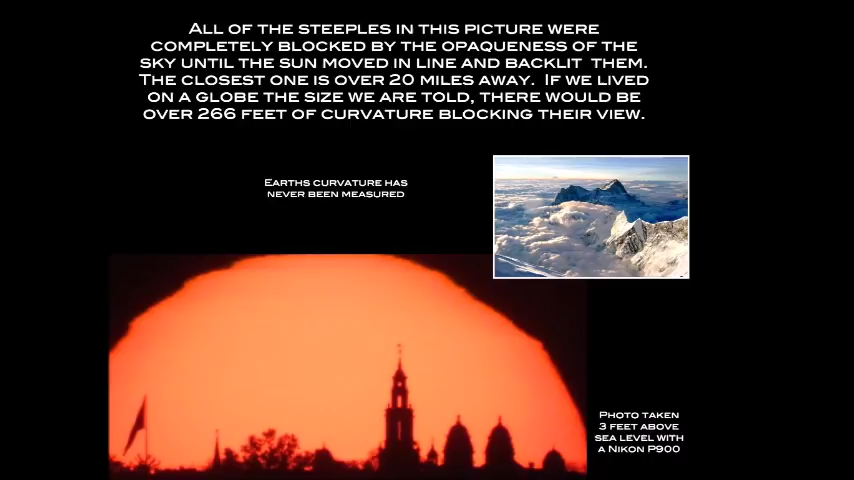 ALL OF THE STEEPLES IN THIS PICTURE WERE
COMPLETELY BLOCKED BY THE OPAQUENESS OF THE
SKY UNTIL THE SUN MOVED IN LINE AND BACKLIT THEM.
THE CLOSEST ONE IS OVER 20 MILES AWAY. IF WE LIVED
ON A GLOBE THE SIZE WE ARE TOLD, THERE WOULD BE
OVER 266 FEET OF CURVATURE BLOCKING THEIR VIEW.
EARTHS CURVATURE HAS
NEVER BEEN MEASURED
PHOTO TAKEN
3 FEET ABOVE
SEA LEVEL WITH
A NIKON P900